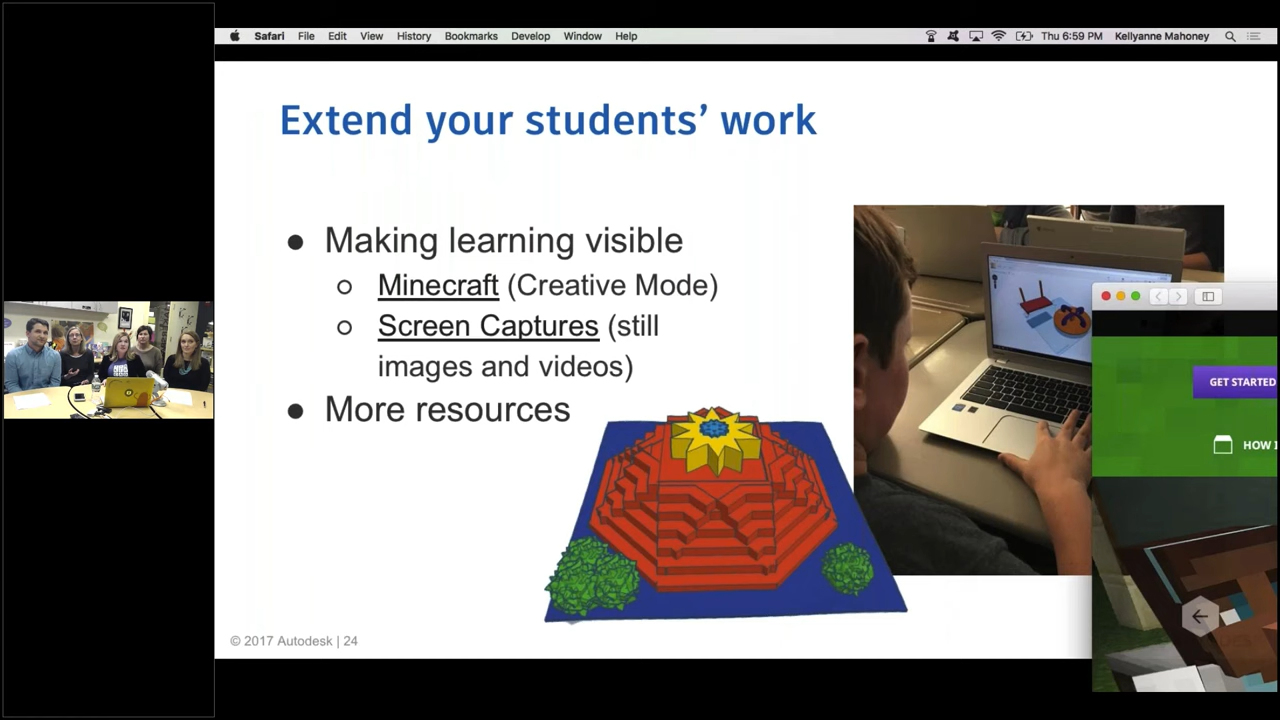 Safari File Edit View History Bookmarks Develop Window Help Thu 6:59 PM Kellyanne Mahoney
Extend your students’ work
● Making learning visible
○ Minecraft (Creative Mode)
○ Screen Captures (still
images and videos)
● More resources
GET STARTED
HOW
© 2017 Autodesk | 24